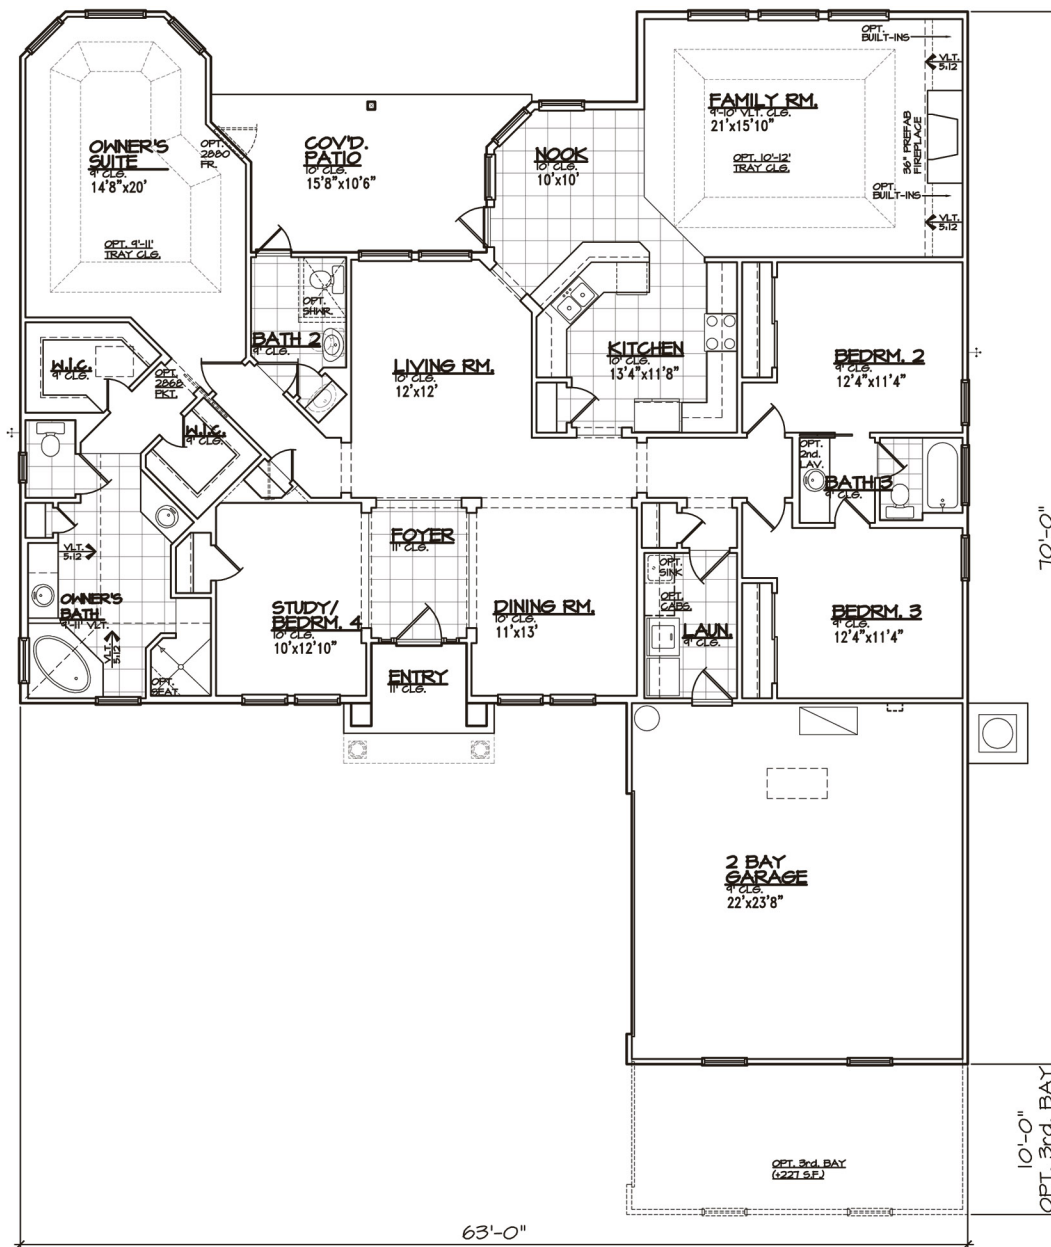 OPT.
BUILT-INS
VLT.
5:12
FAMILY RM.
9'-10' VLT. CLG.
21'x15'10"
36" PREFAB
FIREPLACE
OPT. 10'-12'
TRAY CLG.
OPT.
BUILT-INS
VLT.
5:12
OWNER'S
SUITE
9' CLG.
14'8"x20'
OPT.
2880
FR.
COV'D.
PATIO
10' CLG.
15'8"x10'6"
NOOK
10' CLG.
10'x10'
OPT. 9'-11'
TRAY CLG.
OPT.
SHWR.
BATH 2
9' CLG.
LIVING RM.
10' CLG.
12'x12'
KITCHEN
10' CLG.
13'4"x11'8"
BEDRM. 2
9' CLG.
12'4"x11'4"
W.I.C.
9' CLG.
OPT.
2868
PKT.
W.I.C.
9' CLG.
OPT.
2nd.
LAV.
BATH 3
9' CLG.
FOYER
11' CLG.
VLT.
5:12
OWNER'S
BATH
9'-11' VLT.
VLT.
5:12
OPT.
SEAT
STUDY/
BEDRM. 4
10' CLG.
10'x12'10"
DINING RM.
10' CLG.
11'x13'
OPT.
SINK
OPT.
CABS.
LAUN.
9' CLG.
BEDRM. 3
9' CLG.
12'4"x11'4"
ENTRY
11' CLG.
70'-0"
2 BAY
GARAGE
9' CLG.
22'x23'8"
OPT. 3rd. BAY
(+227 S.F.)
10'-0"
OPT. 3rd. BAY
63'-0"